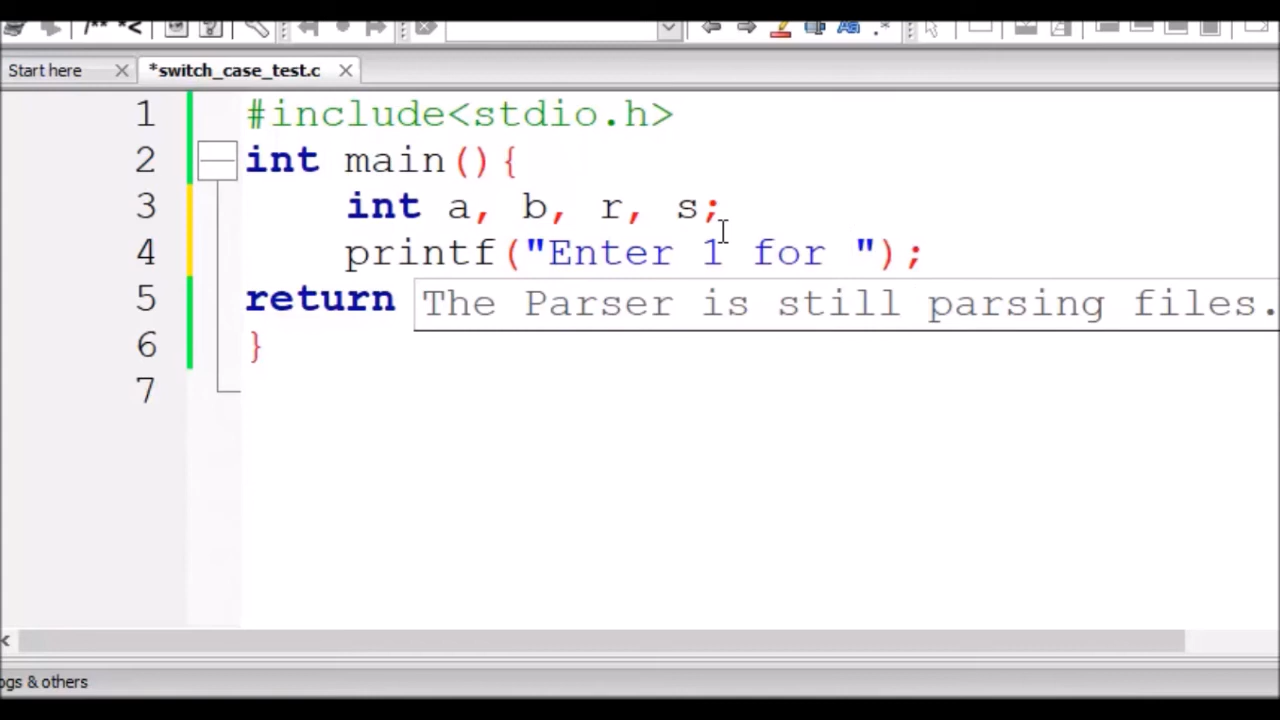 Start here
*switch_case_test.c
1 #include<stdio.h>
2 int main(){
3 int a, b, r, s;
4 printf("Enter 1 for ");
5 return The Parser is still parsing files.
6 }
7
ogs & others